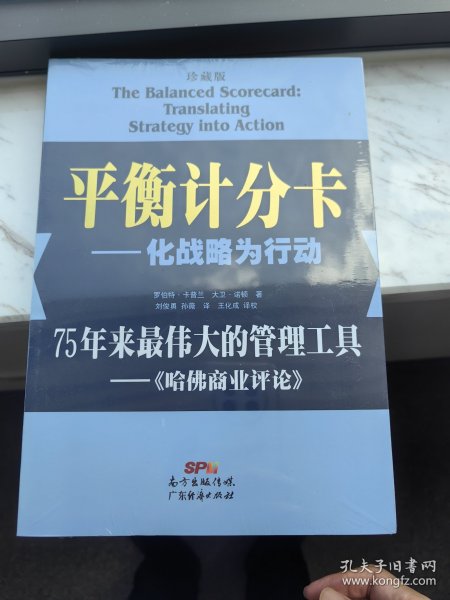 珍藏版
The Balanced Scorecard:
Translating
Strategy into Action
平衡计分卡
——化战略为行动
罗伯特·卡普兰 大卫·诺顿 著
刘俊勇 孙薇 译 王化成 译校
75年来最伟大的管理工具
——《哈佛商业评论》
SPM
南方出版传媒
广东经济出版社
孔夫子旧书网
www.kongfz.com